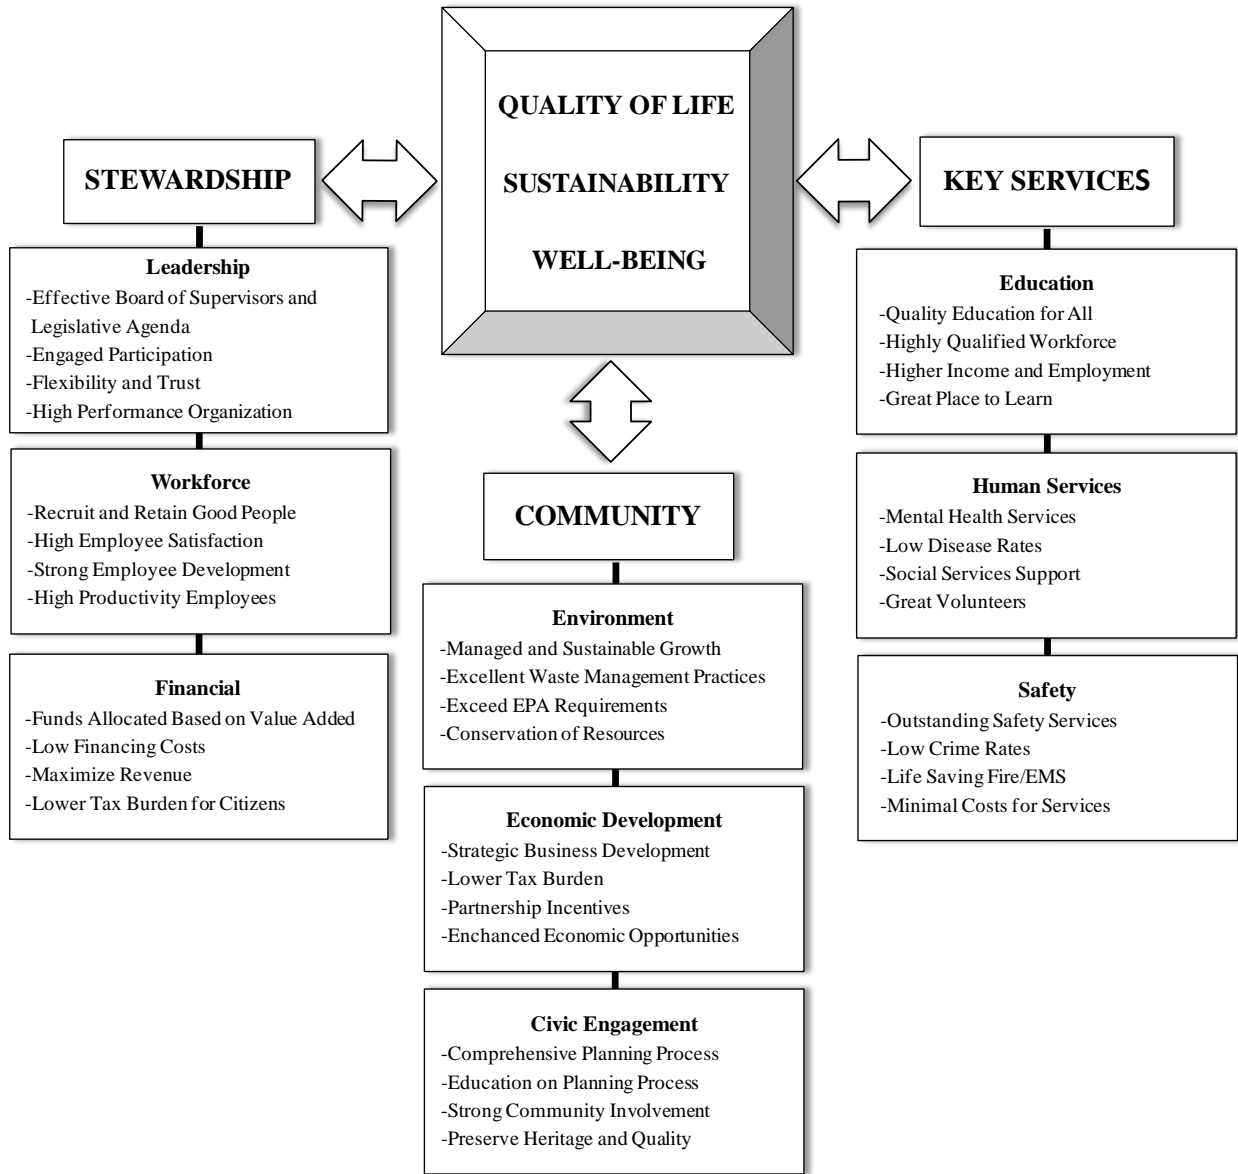 QUALITY OF LIFE
SUSTAINABILITY
WELL-BEING
STEWARDSHIP
Leadership
-Effective Board of Supervisors and
Legislative Agenda
-Engaged Participation
-Flexibility and Trust
-High Performance Organization
Workforce
-Recruit and Retain Good People
-High Employee Satisfaction
-Strong Employee Development
-High Productivity Employees
Financial
-Funds Allocated Based on Value Added
-Low Financing Costs
-Maximize Revenue
-Lower Tax Burden for Citizens
COMMUNITY
Environment
-Managed and Sustainable Growth
-Excellent Waste Management Practices
-Exceed EPA Requirements
-Conservation of Resources
Economic Development
-Strategic Business Development
-Lower Tax Burden
-Partnership Incentives
-Enchanced Economic Opportunities
Civic Engagement
-Comprehensive Planning Process
-Education on Planning Process
-Strong Community Involvement
-Preserve Heritage and Quality
KEY SERVICES
Education
-Quality Education for All
-Highly Qualified Workforce
-Higher Income and Employment
-Great Place to Learn
Human Services
-Mental Health Services
-Low Disease Rates
-Social Services Support
-Great Volunteers
Safety
-Outstanding Safety Services
-Low Crime Rates
-Life Saving Fire/EMS
-Minimal Costs for Services